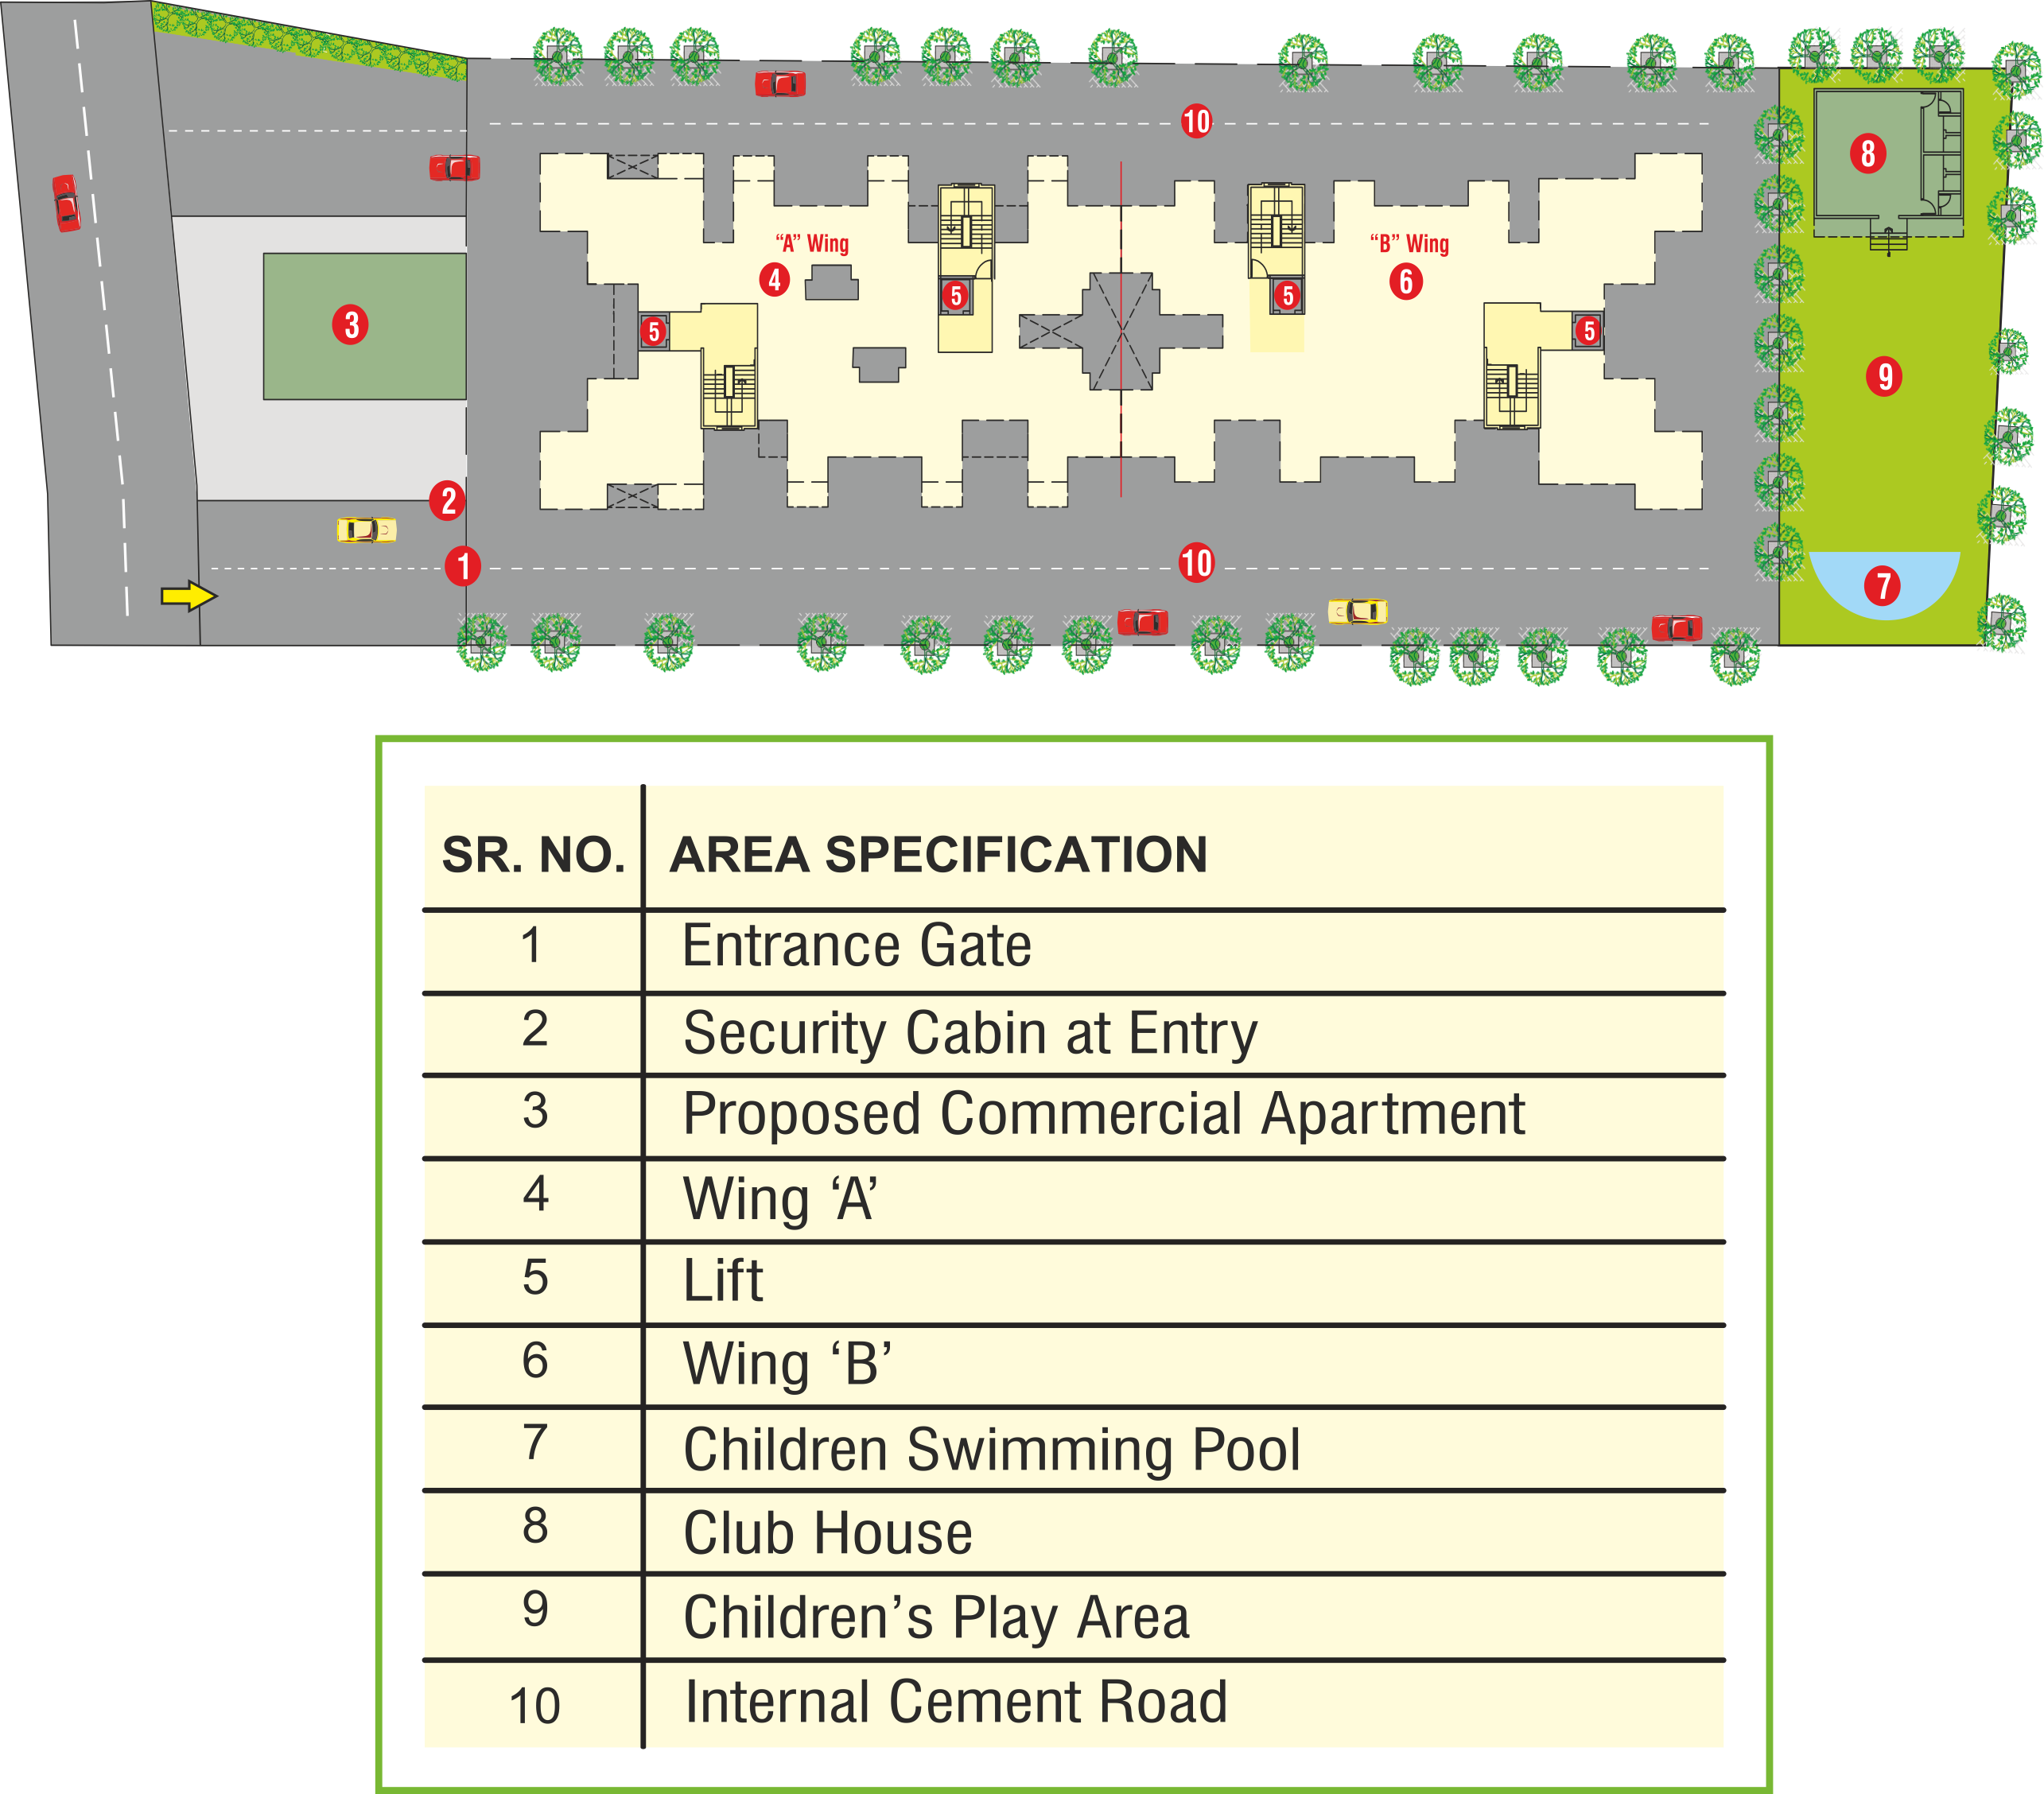 10
8
“A” Wing
“B” Wing
4
6
5
5
3
5
5
9
2
1
10
7
SR. NO. AREA SPECIFICATION
1 Entrance Gate
2 Security Cabin at Entry
3 Proposed Commercial Apartment
4 Wing ‘A’
5 Lift
6 Wing ‘B’
7 Children Swimming Pool
8 Club House
9 Children’s Play Area
10 Internal Cement Road